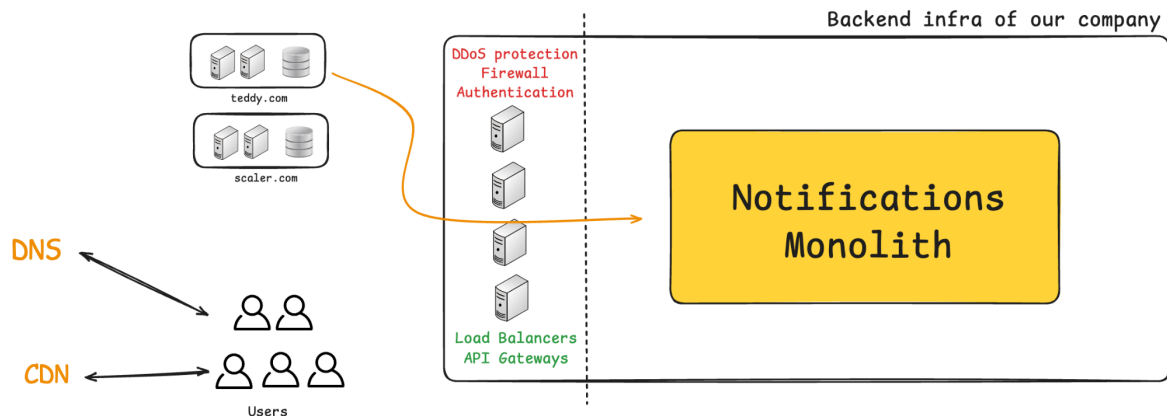 Backend infra of our company
DDoS protection
Firewall
Authentication
teddy.com
scaler.com
Notifications
Monolith
DNS
Load Balancers
API Gateways
CDN
Users